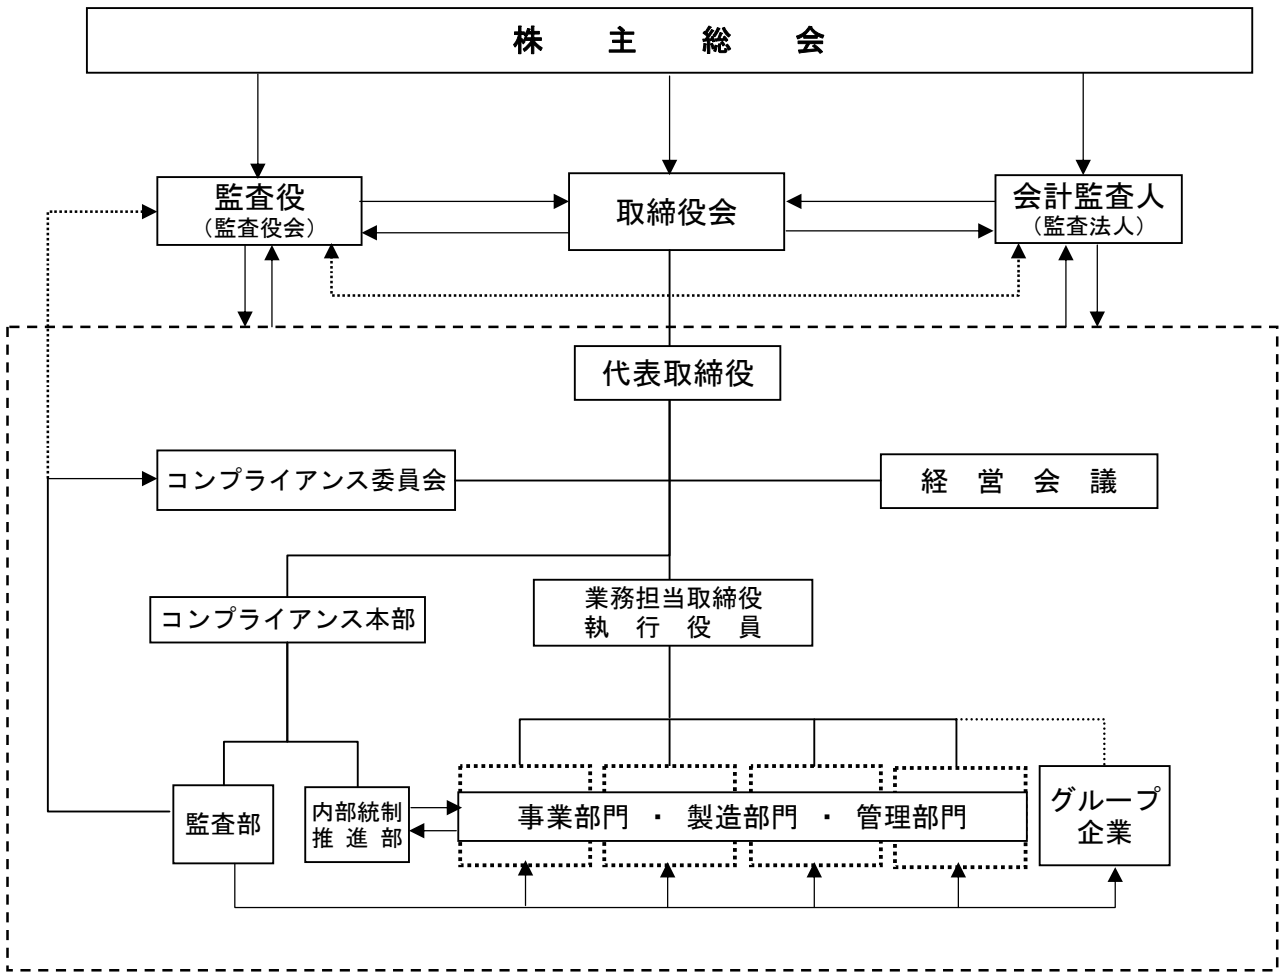 株 主 総 会
監査役
（監査役会）
取締役会
会計監査人
（監査法人）
代表取締役
コンプライアンス委員会
経 営 会 議
業務担当取締役
執 行 役 員
コンプライアンス本部
監査部
内部統制
推 進 部
事業部門 ・ 製造部門 ・ 管理部門
グループ
企業